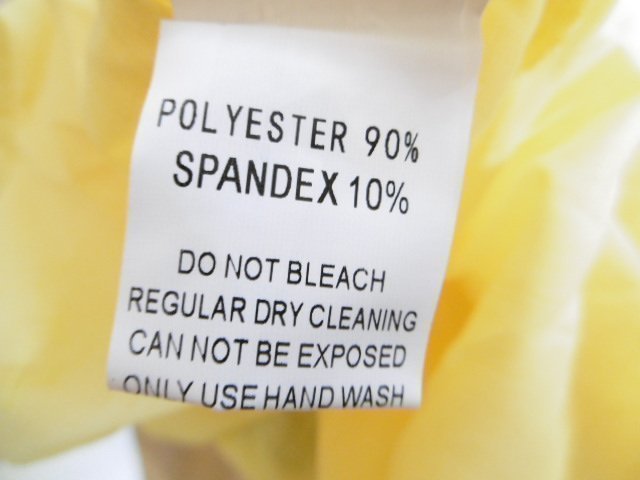 POLYESTER 90%
SPANDEX 10%
DO NOT BLEACH
REGULAR DRY CLEANING
CAN NOT BE EXPOSED
ONLY USE HAND WASH